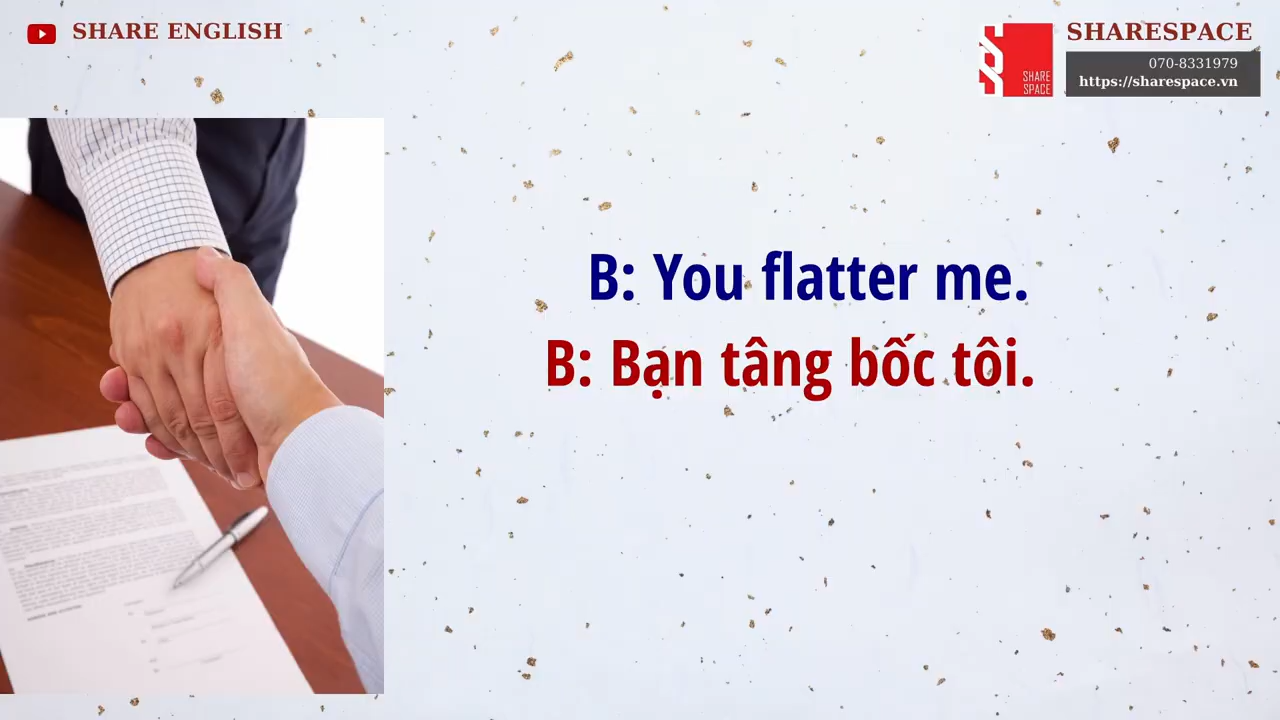 SHARE ENGLISH
SHARESPACE
070-8331979
https://sharespace.vn
SHARE
SPACE
B: You flatter me.
B: Bạn tâng bốc tôi.